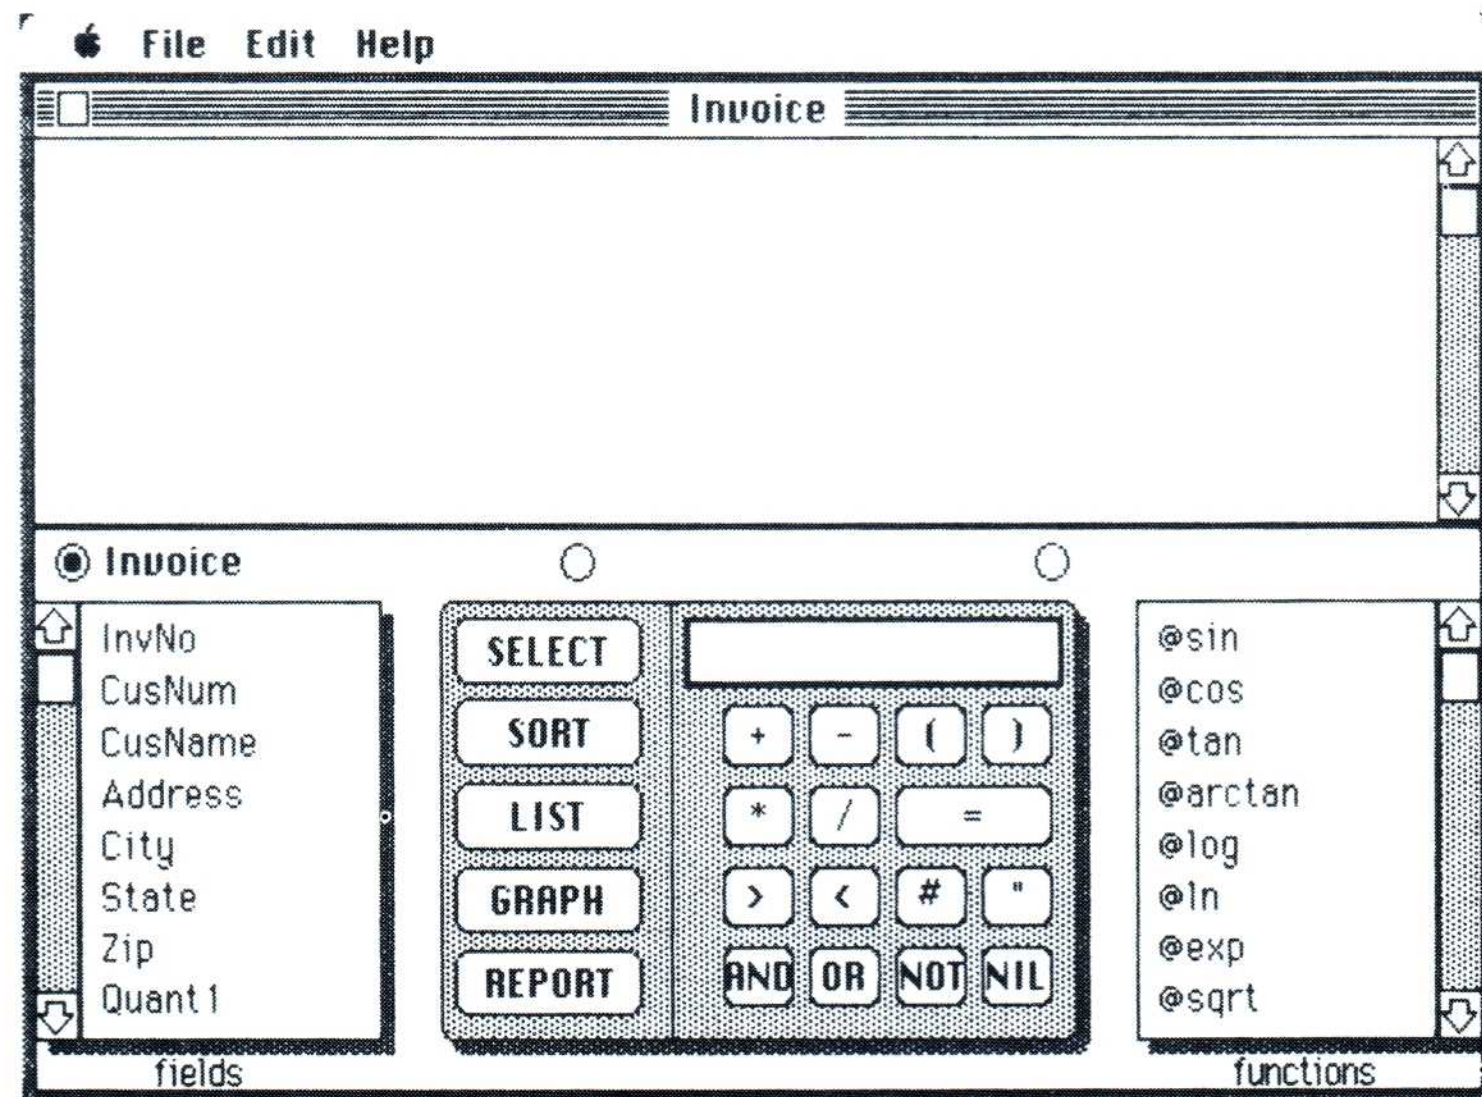 File Edit Help
Invoice
Invoice
InvNo
CusNum
CusName
Address
City
State
Zip
Quant1
fields
SELECT
SORT
LIST
GRAPH
REPORT
+ - ( )
* / =
> < # "
AND OR NOT NIL
@sin
@cos
@tan
@arctan
@log
@ln
@exp
@sqrt
functions